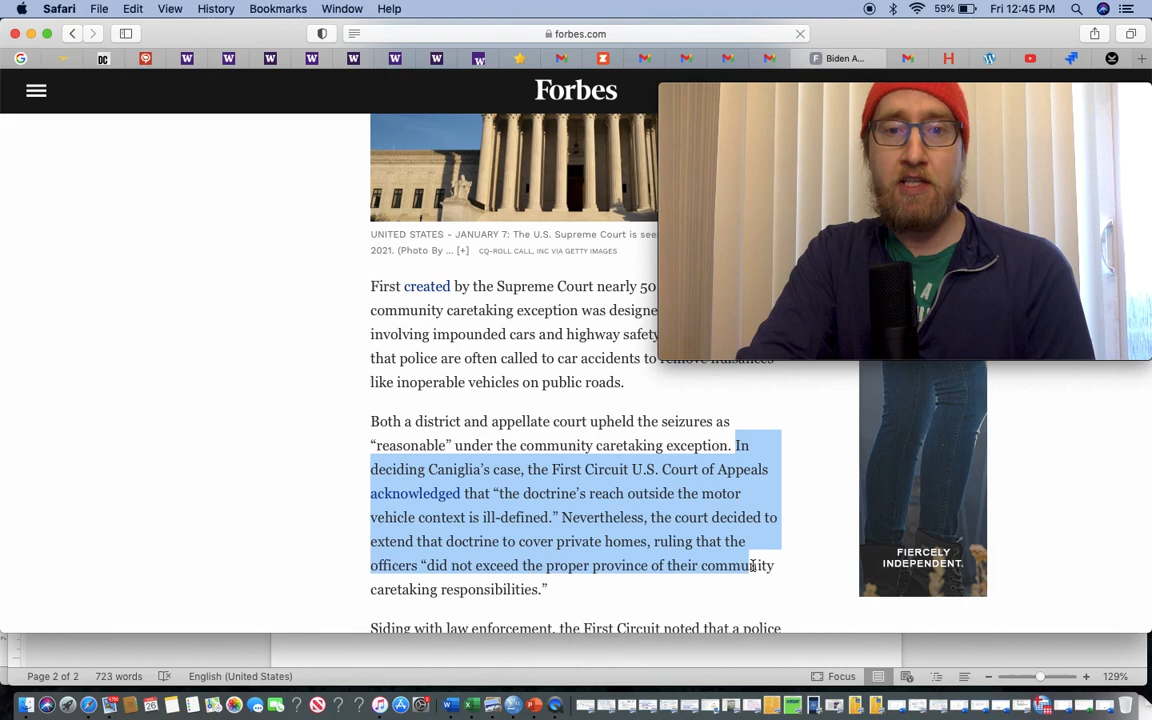 Safari File Edit View History Bookmarks Window Help
59% Fri 12:45 PM
forbes.com
Biden A...
Forbes
UNITED STATES - JANUARY 7: The U.S. Supreme Court is see
2021. (Photo By ... [+] CQ-ROLL CALL, INC VIA GETTY IMAGES
First created by the Supreme Court nearly 50
community caretaking exception was designe
involving impounded cars and highway safety
that police are often called to car accidents to remove nuisances
like inoperable vehicles on public roads.
Both a district and appellate court upheld the seizures as
“reasonable” under the community caretaking exception. In
deciding Caniglia’s case, the First Circuit U.S. Court of Appeals
acknowledged that “the doctrine’s reach outside the motor
vehicle context is ill-defined.” Nevertheless, the court decided to
extend that doctrine to cover private homes, ruling that the
officers “did not exceed the proper province of their community
caretaking responsibilities.”
Siding with law enforcement, the First Circuit noted that a police
FIERCELY
INDEPENDENT.
Page 2 of 2 723 words English (United States) Focus 129%